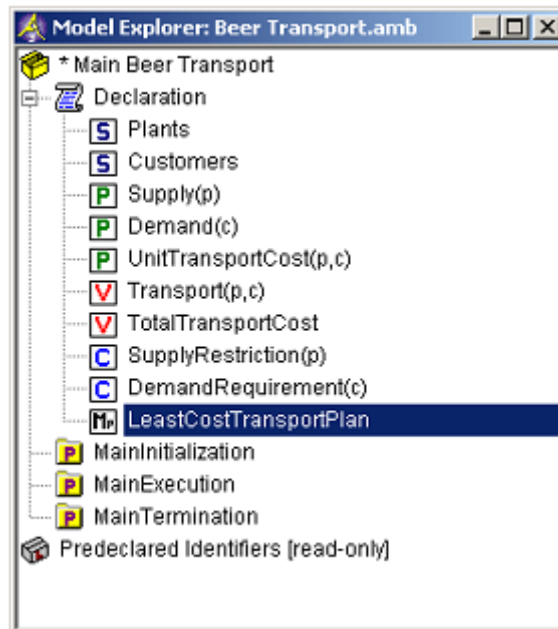 Model Explorer: Beer Transport.amb
* Main Beer Transport
Declaration
S Plants
S Customers
P Supply(p)
P Demand(c)
P UnitTransportCost(p,c)
V Transport(p,c)
V TotalTransportCost
C SupplyRestriction(p)
C DemandRequirement(c)
MP LeastCostTransportPlan
P MainInitialization
P MainExecution
P MainTermination
Predeclared Identifiers [read-only]